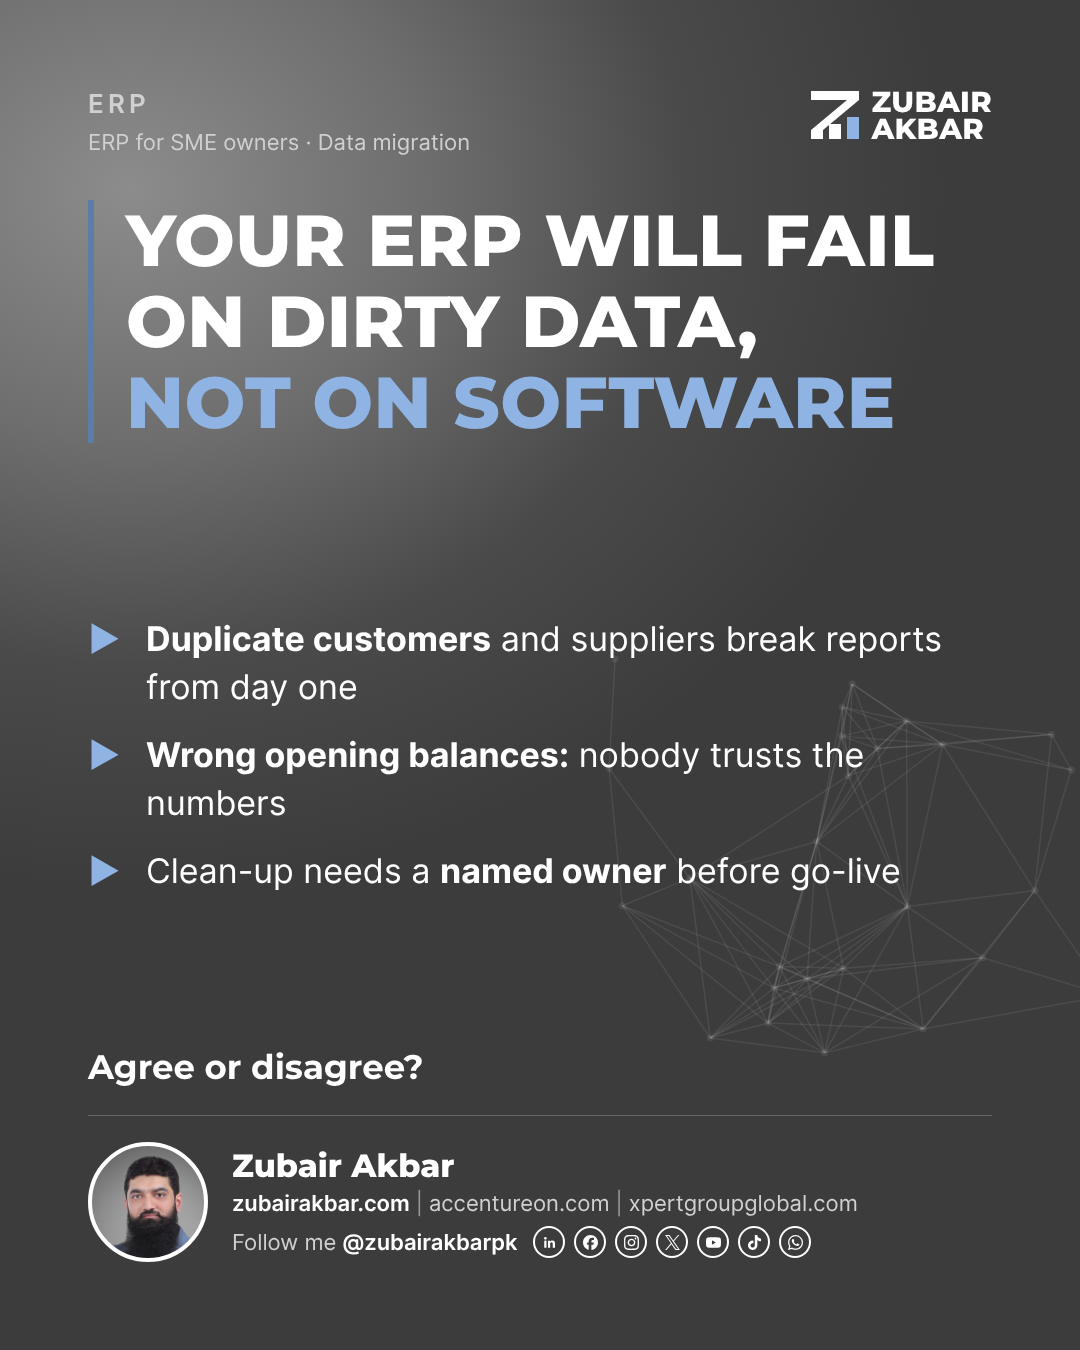 ERP
ERP for SME owners · Data migration
ZUBAIR
AKBAR
YOUR ERP WILL FAIL
ON DIRTY DATA,
NOT ON SOFTWARE
Duplicate customers and suppliers break reports
from day one
Wrong opening balances: nobody trusts the
numbers
Clean-up needs a named owner before go-live
Agree or disagree?
Zubair Akbar
zubairakbar.com | accentureon.com | xpertgroupglobal.com
Follow me @zubairakbarpk